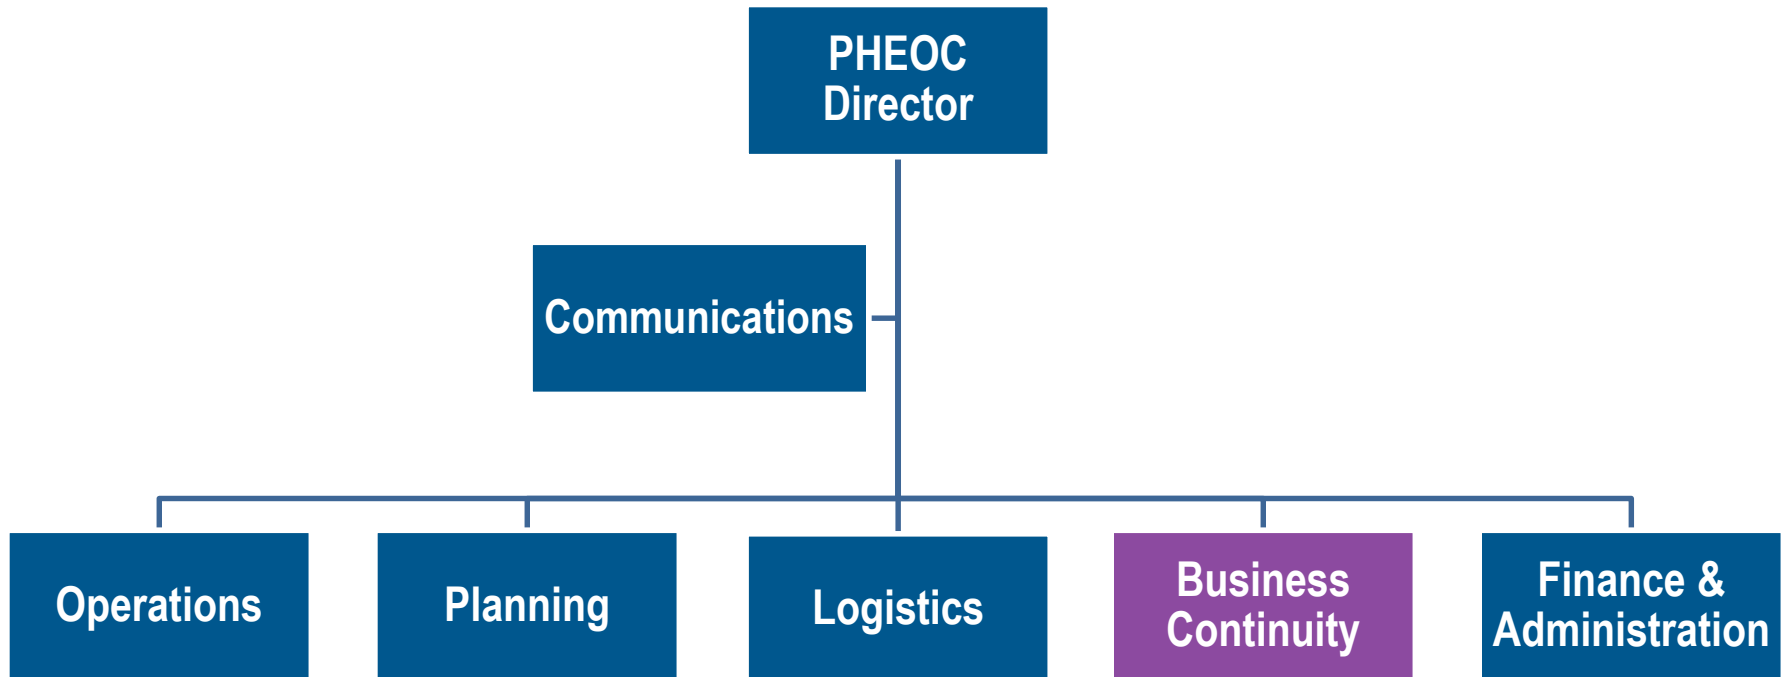 PHEOC
Director
Communications
Operations
Planning
Logistics
Business
Continuity
Finance &
Administration